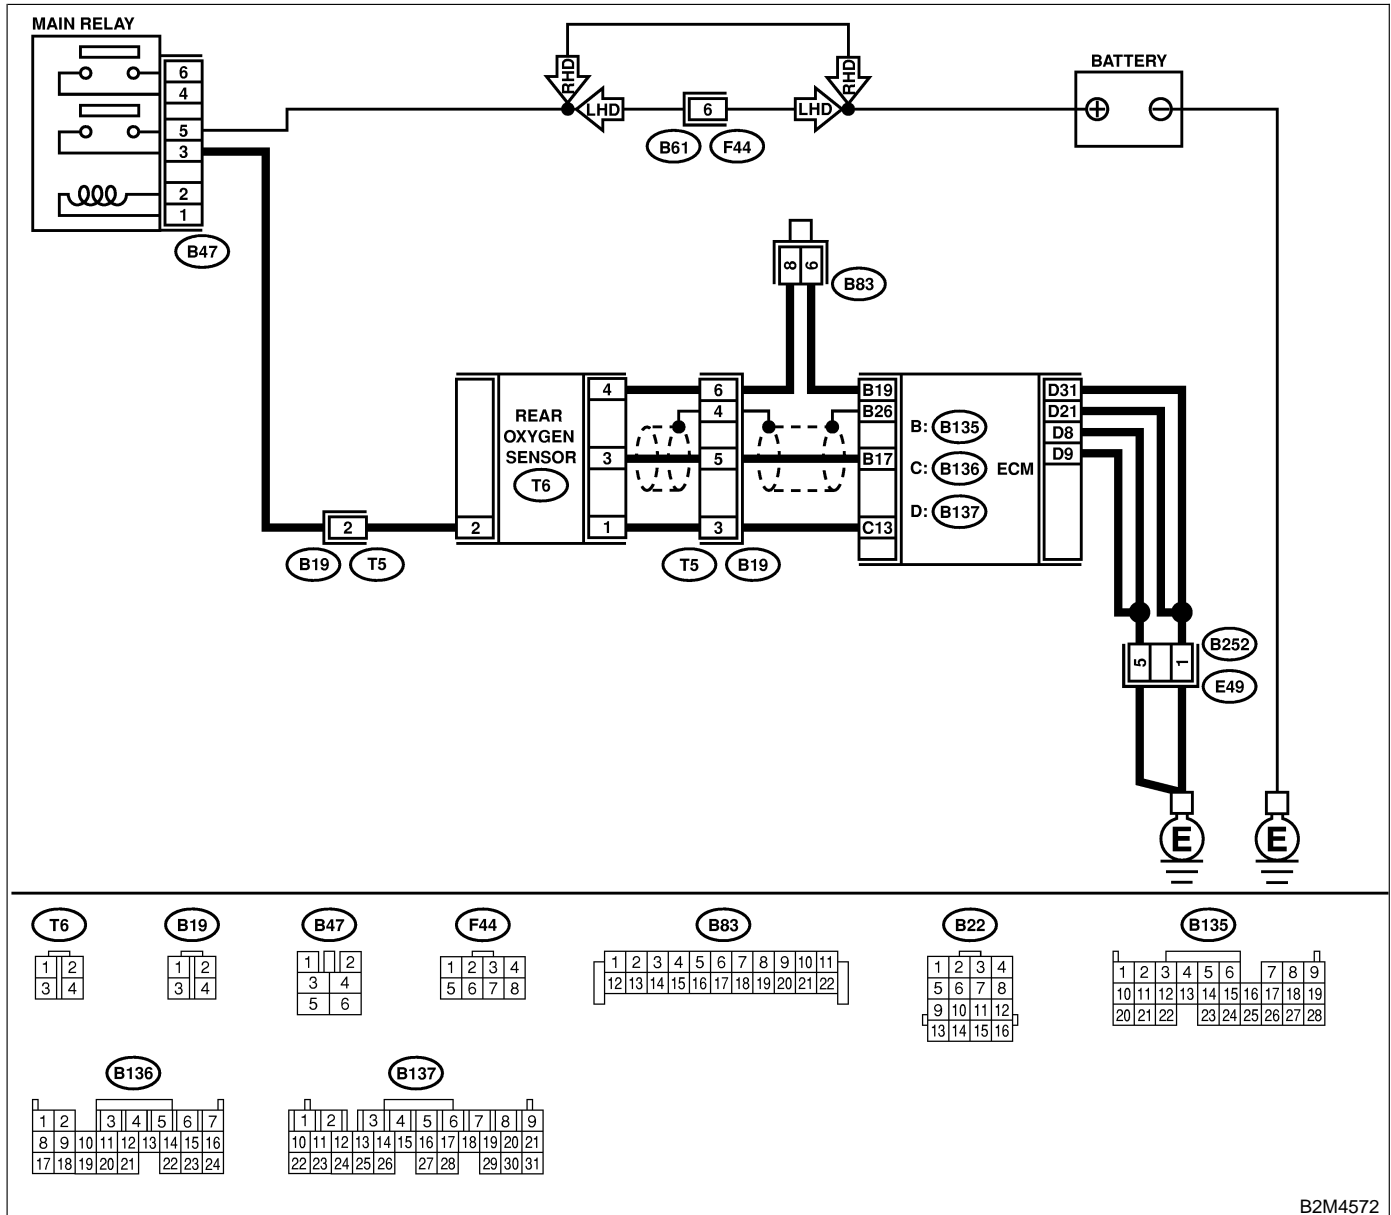 MAIN RELAY
BATTERY
6
4
5
3
2
1
B47
RHD
RHD
LHD
6
LHD
B61
F44
8
6
B83
2
REAR
OXYGEN
SENSOR
T6
4
3
1
6
4
5
3
B19
B26
B17
C13
B: B135
C: B136
D: B137
ECM
D31
D21
D8
D9
2
B19
T5
T5
B19
5
1
B252
E49
E
E
T6
1 2
3 4
B19
1 2
3 4
B47
1 2
3 4
5 6
F44
1 2 3 4
5 6 7 8
B83
1 2 3 4 5 6 7 8 9 10 11
12 13 14 15 16 17 18 19 20 21 22
B22
1 2 3 4
5 6 7 8
9 10 11 12
13 14 15 16
B135
1 2 3 4 5 6 7 8 9
10 11 12 13 14 15 16 17 18 19
20 21 22 23 24 25 26 27 28
B136
1 2 3 4 5 6 7
8 9 10 11 12 13 14 15 16
17 18 19 20 21 22 23 24
B137
1 2 3 4 5 6 7 8 9
10 11 12 13 14 15 16 17 18 19 20 21
22 23 24 25 26 27 28 29 30 31
B2M4572